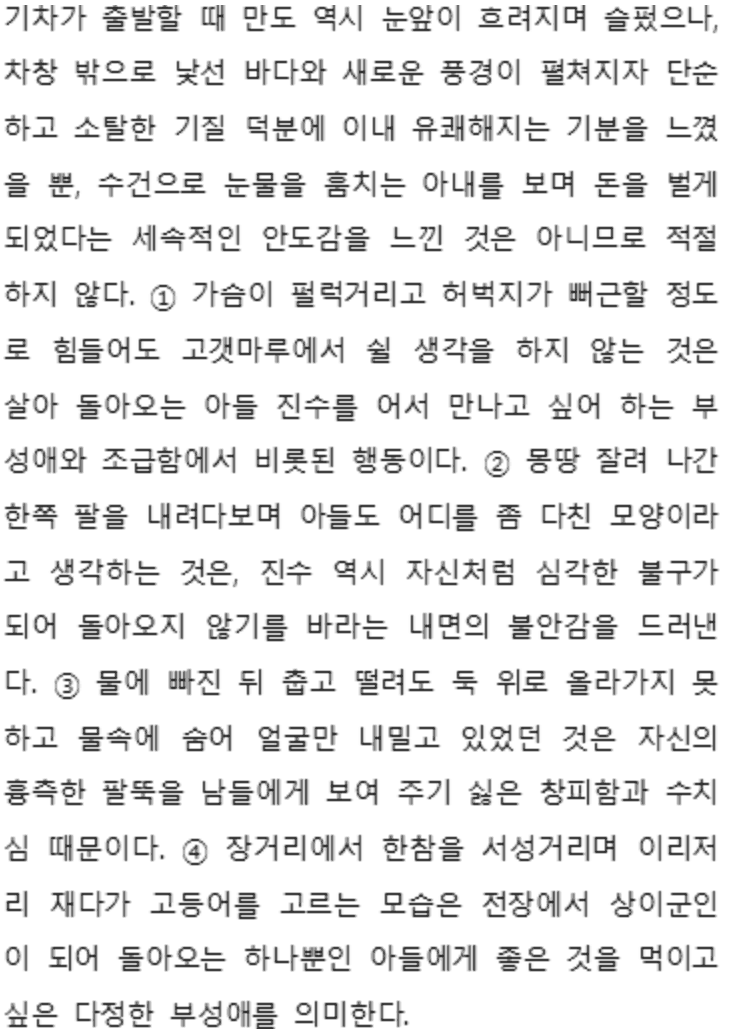 기차가 출발할 때 만도 역시 눈앞이 흐려지며 슬펐으나,
차창 밖으로 낯선 바다와 새로운 풍경이 펼쳐지자 단순
하고 소탈한 기질 덕분에 이내 유쾌해지는 기분을 느꼈
을 뿐, 수건으로 눈물을 훔치는 아내를 보며 돈을 벌게
되었다는 세속적인 안도감을 느낀 것은 아니므로 적절
하지 않다. ① 가슴이 펄럭거리고 허벅지가 뻐근할 정도
로 힘들어도 고갯마루에서 쉴 생각을 하지 않는 것은
살아 돌아오는 아들 진수를 어서 만나고 싶어 하는 부
성애와 조급함에서 비롯된 행동이다. ② 몽땅 잘려 나간
한쪽 팔을 내려다보며 아들도 어디를 좀 다친 모양이라
고 생각하는 것은, 진수 역시 자신처럼 심각한 불구가
되어 돌아오지 않기를 바라는 내면의 불안감을 드러낸
다. ③ 물에 빠진 뒤 춥고 떨려도 둑 위로 올라가지 못
하고 물속에 숨어 얼굴만 내밀고 있었던 것은 자신의
흉측한 팔뚝을 남들에게 보여 주기 싫은 창피함과 수치
심 때문이다. ④ 장거리에서 한참을 서성거리며 이리저
리 재다가 고등어를 고르는 모습은 전장에서 상이군인
이 되어 돌아오는 하나뿐인 아들에게 좋은 것을 먹이고
싶은 다정한 부성애를 의미한다.